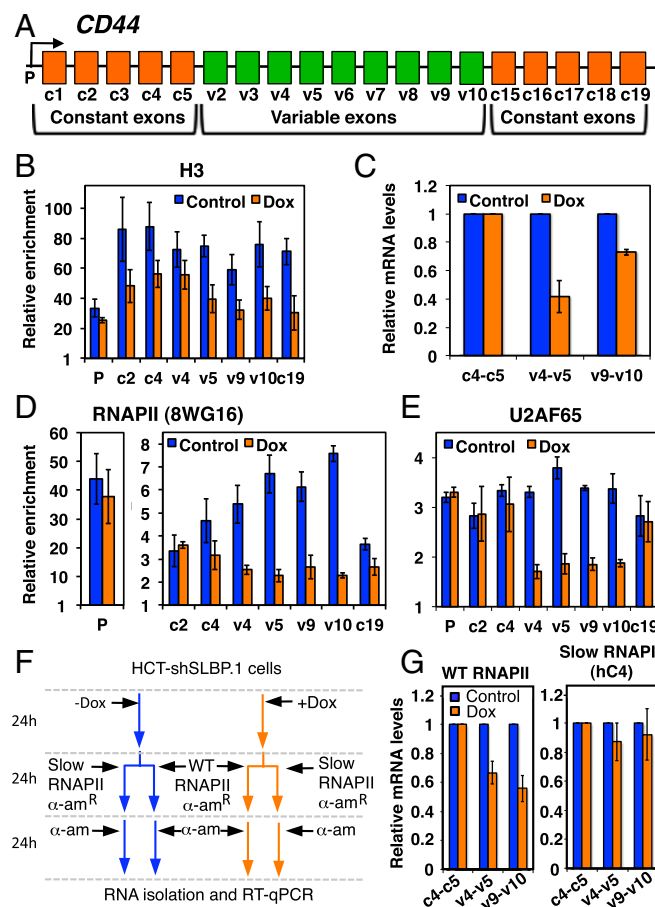 A
CD44
P
c1 c2 c3 c4 c5 v2 v3 v4 v5 v6 v7 v8 v9 v10 c15 c16 c17 c18 c19
Constant exons Variable exons Constant exons
B
H3
Control Dox
Relative enrichment
100
80
60
40
20
1
P c2 c4 v4 v5 v9 v10 c19
C
Control Dox
Relative mRNA levels
1.2
1
0.8
0.6
0.4
0.2
0
c4-c5 v4-v5 v9-v10
D
RNAPII (8WG16)
Relative enrichment
60
50
40
30
20
10
1
P
Control Dox
8
7
6
5
4
3
2
1
c2 c4 v4 v5 v9 v10 c19
E
U2AF65
Control Dox
4
3
2
1
P c2 c4 v4 v5 v9 v10 c19
F
HCT-shSLBP.1 cells
24h
-Dox +Dox
24h
Slow WT Slow
RNAPII RNAPII RNAPII
α-amR α-amR α-amR
24h
α-am α-am α-am
RNA isolation and RT-qPCR
G
WT RNAPII
Slow RNAPII
(hC4)
Control
Dox
Relative mRNA levels
1.2
1
0.8
0.6
0.4
0.2
0
c4-c5 v4-v5 v9-v10
1.2
1
0.8
0.6
0.4
0.2
0
c4-c5 v4-v5 v9-v10